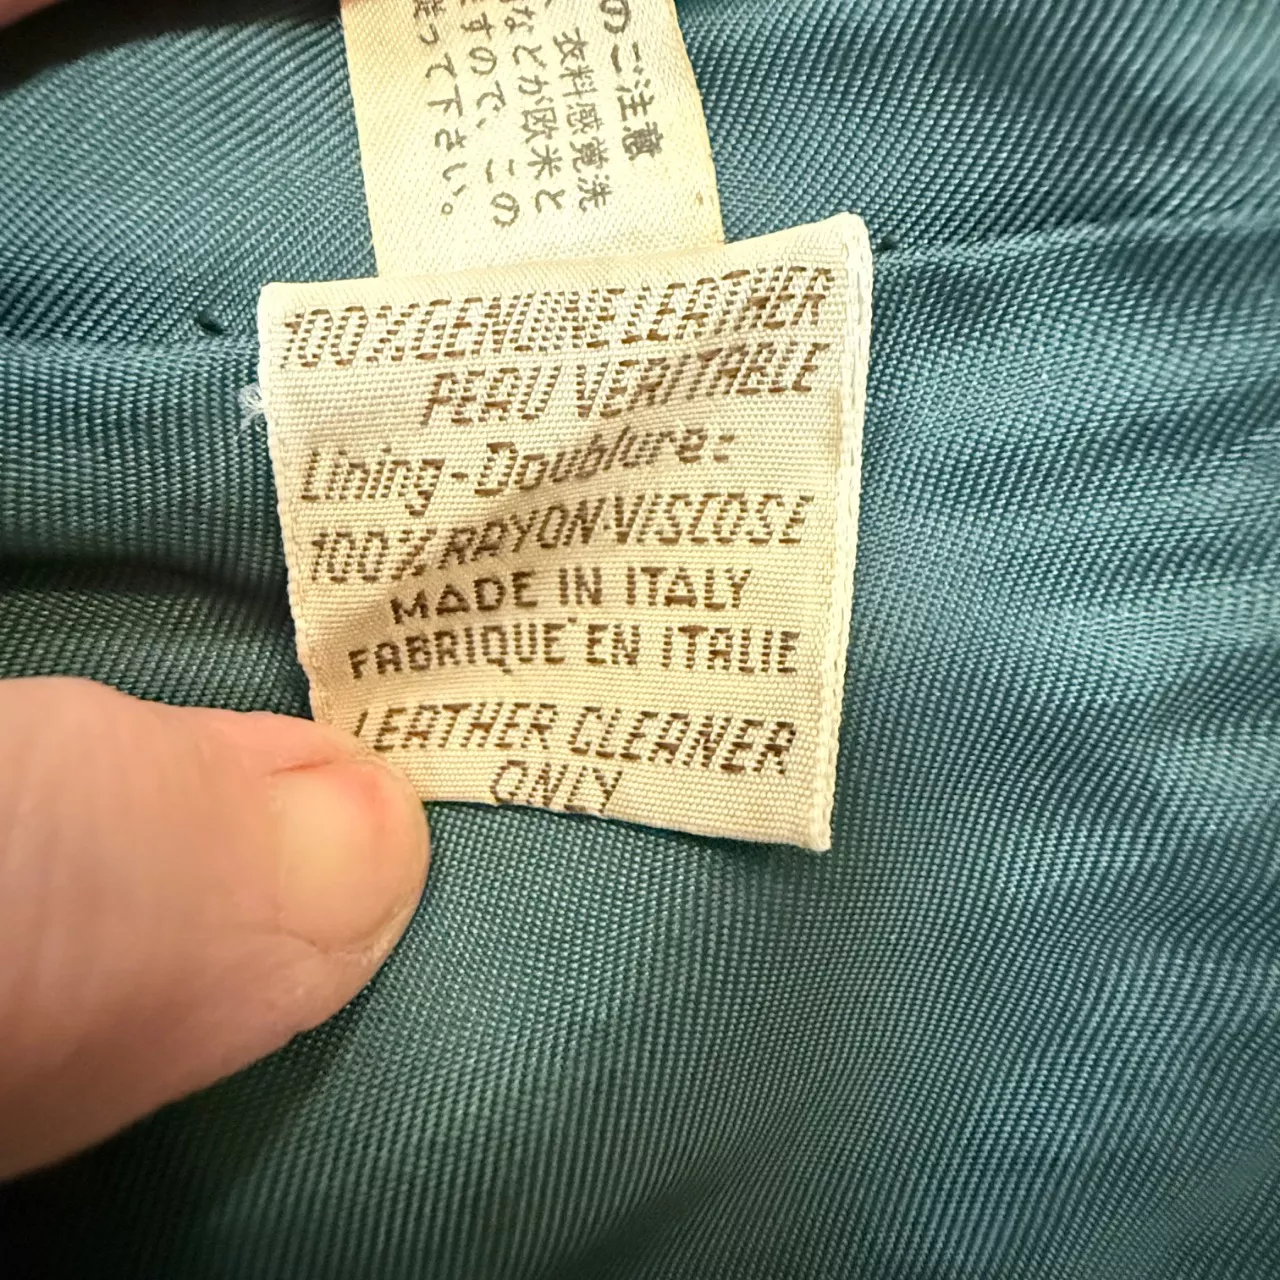 のご注意
、衣料感覚洗
などが欧米と
すので、この
従って下さい。
100% GENUINE LEATHER
PEAU VERITABLE
Lining-Doublure:
100% RAYON-VISCOSE
MADE IN ITALY
FABRIQUE' EN ITALIE
LEATHER CLEANER
ONLY